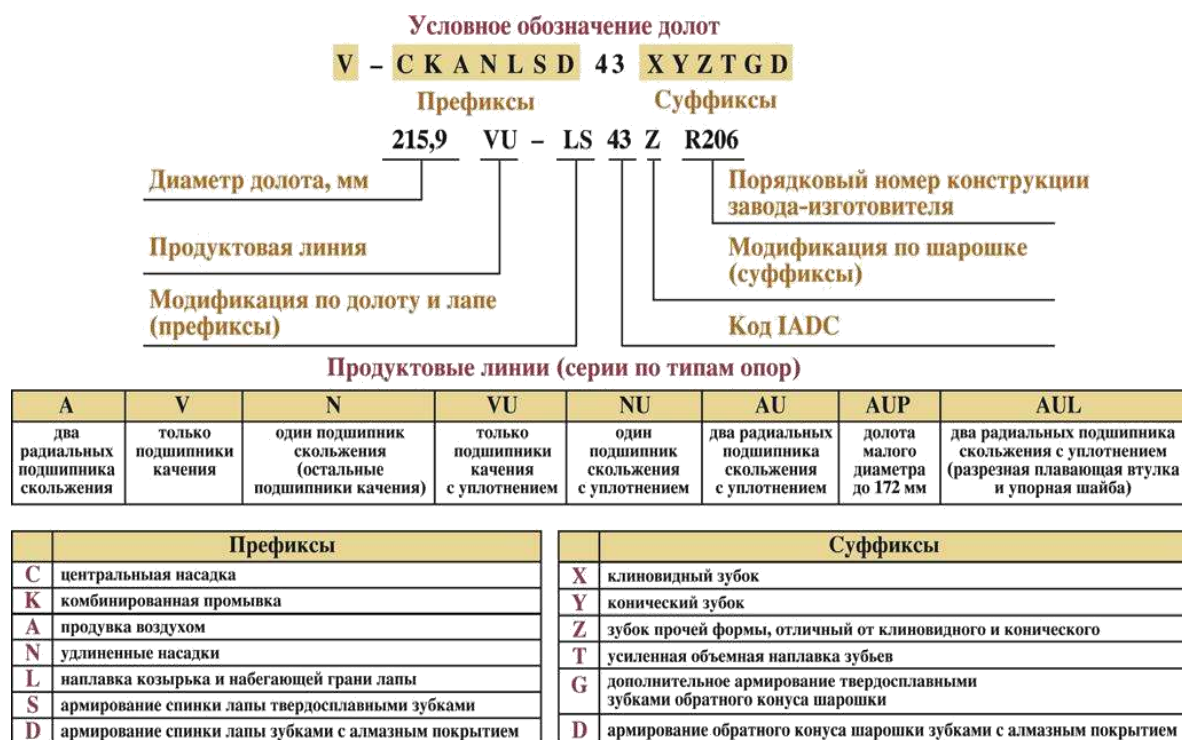 Условное обозначение долот
V – C K A N L S D 43 X Y Z T G D
Префиксы Суффиксы
215,9 VU – LS 43 Z R206
Диаметр долота, мм
Порядковый номер конструкции
завода-изготовителя
Продуктовая линия
Модификация по шарошке
(суффиксы)
Модификация по долоту и лапе
(префиксы)
Код IADC
Продуктовые линии (серии по типам опор)
A V N VU NU AU AUP AUL
два
радиальных
подшипника
скольжения
только
подшипники
качения
один подшипник
скольжения
(остальные
подшипники качения)
только
подшипники
качения
с уплотнением
один
подшипник
скольжения
с уплотнением
два радиальных
подшипника
скольжения
с уплотнением
долота
малого
диаметра
до 172 мм
два радиальных подшипника
скольжения с уплотнением
(разрезная плавающая втулка
и упорная шайба)
Префиксы
C центральныая насадка
K комбинированная промывка
A продувка воздухом
N удлиненные насадки
L наплавка козырька и набегающей грани лапы
S армирование спинки лапы твердосплавными зубками
D армирование спинки лапы зубками с алмазным покрытием
Суффиксы
X клиновидный зубок
Y конический зубок
Z зубок прочей формы, отличный от клиновидного и конического
T усиленная объемная наплавка зубьев
G дополнительное армирование твердосплавными
зубками обратного конуса шарошки
D армирование обратного конуса шарошки зубками с алмазным покрытием